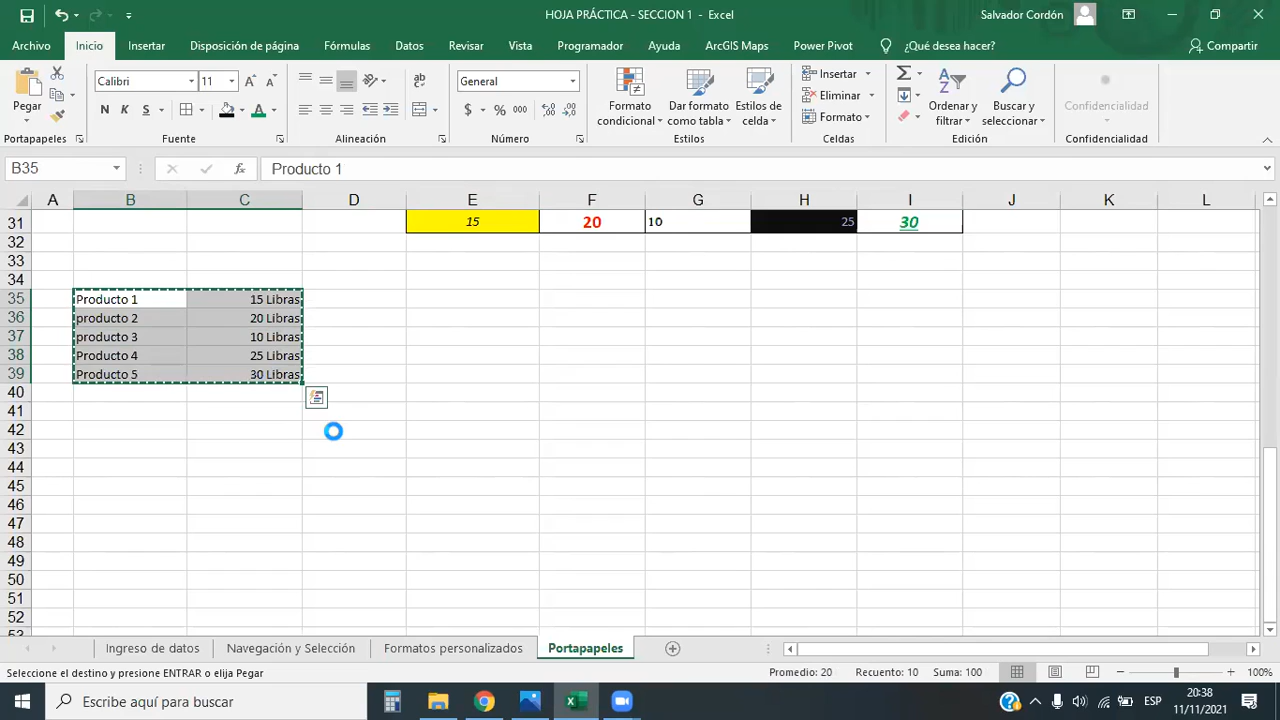 HOJA PRÁCTICA - SECCION 1 - Excel
Salvador Cordón
Archivo Inicio Insertar Disposición de página Fórmulas Datos Revisar Vista Programador Ayuda ArcGIS Maps Power Pivot ¿Qué desea hacer? Compartir
Pegar
Calibri 11
N K S
ab
General
$ % 000
Formato condicional
Dar formato como tabla
Estilos de celda
Insertar
Eliminar
Formato
Ordenar y filtrar
Buscar y seleccionar
Confidencialidad
Portapapeles Fuente Alineación Número Estilos Celdas Edición Confidencialidad
B35 fx Producto 1
A B C D E F G H I J K L
31 15 20 10 25 30
32
33
34
35 Producto 1 15 Libras
36 producto 2 20 Libras
37 producto 3 10 Libras
38 Producto 4 25 Libras
39 Producto 5 30 Libras
40
41
42
43
44
45
46
47
48
49
50
51
52
53
Ingreso de datos Navegación y Selección Formatos personalizados Portapapeles
Seleccione el destino y presione ENTRAR o elija Pegar Promedio: 20 Recuento: 10 Suma: 100 100%
Escribe aquí para buscar ESP 20:38
11/11/2021